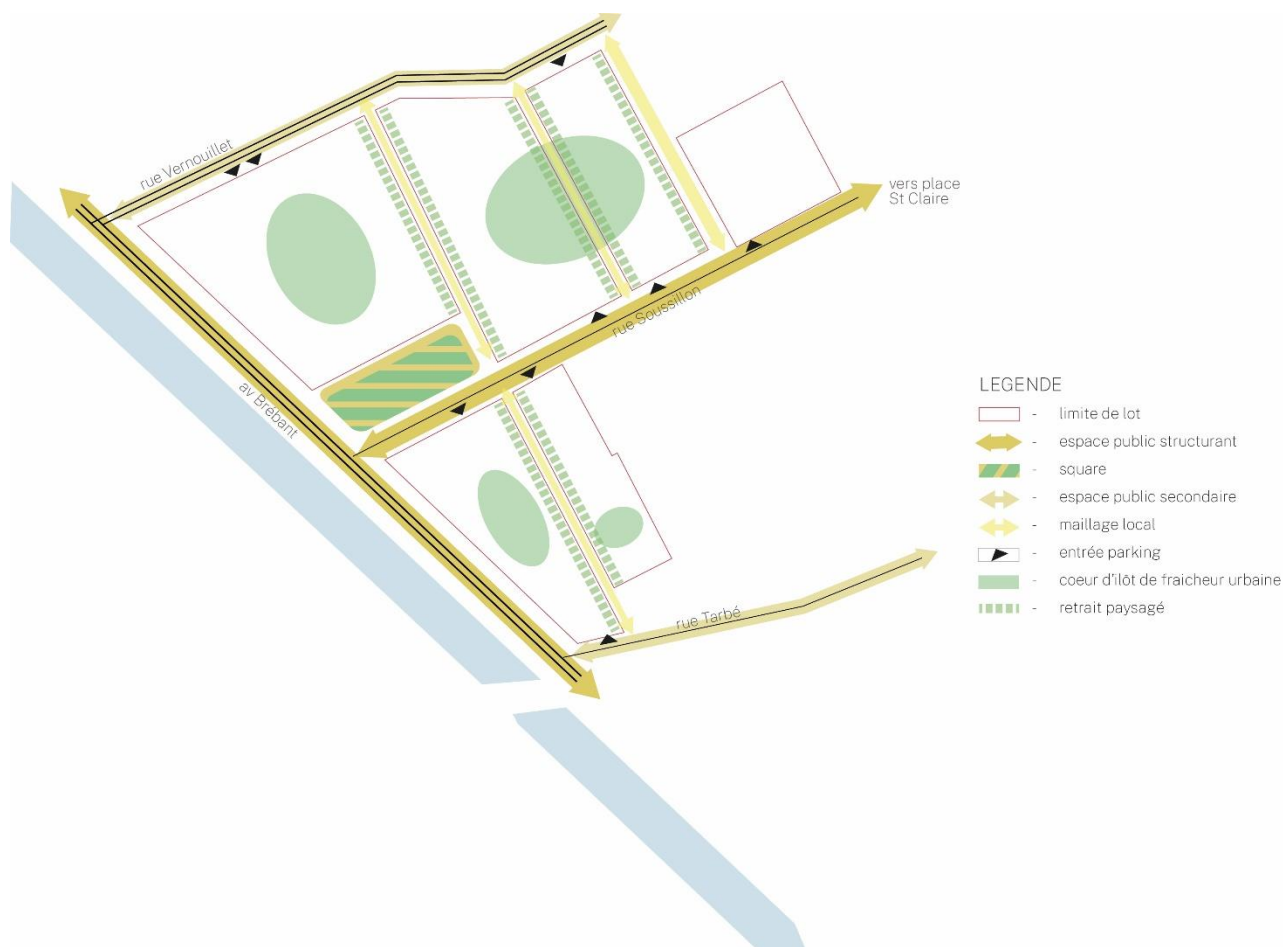 rue Vernouillet
vers place
St Claire
rue Soussillon
av Brébant
rue Tarbé
LEGENDE
- limite de lot
- espace public structurant
- square
- espace public secondaire
- maillage local
- entrée parking
- coeur d'ilôt de fraicheur urbaine
- retrait paysagé